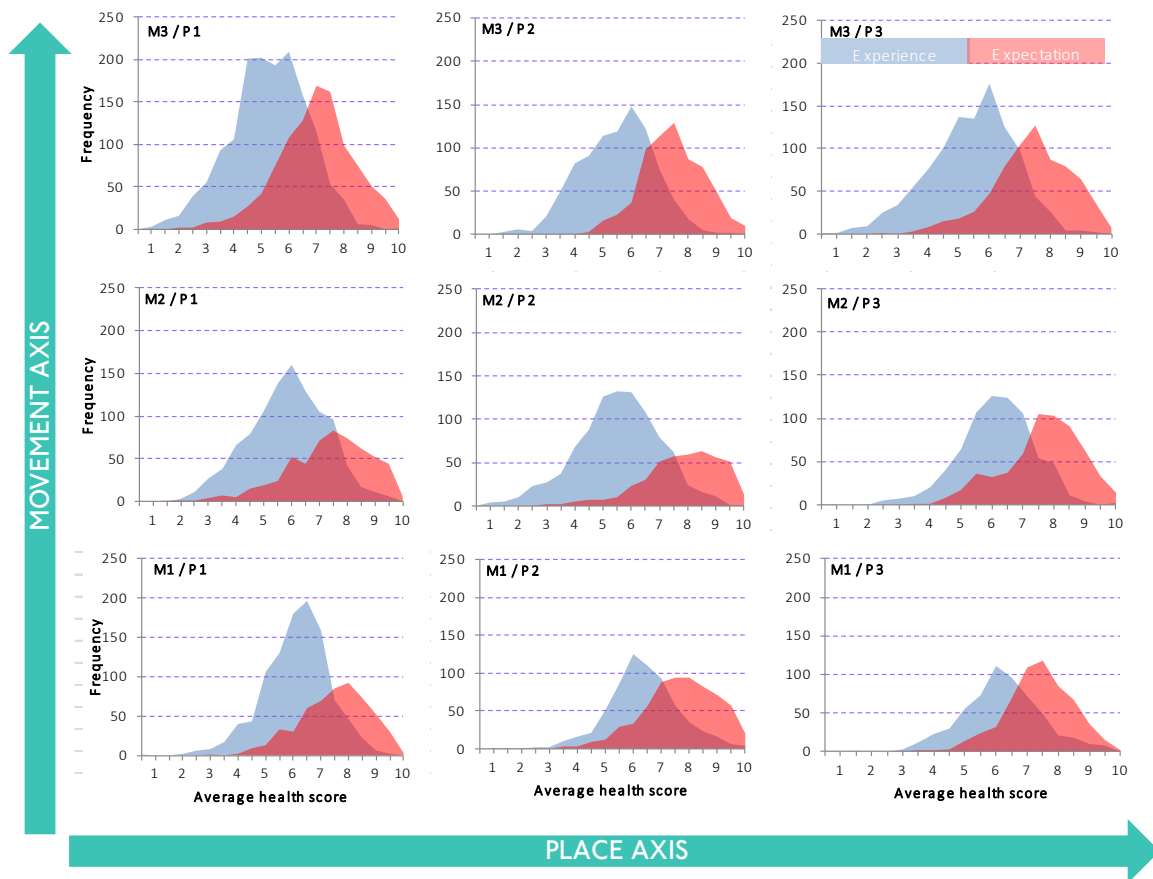 M3 / P1
250
200
150
100
50
0
Frequency
1 2 3 4 5 6 7 8 9 10
M3 / P2
250
200
150
100
50
0
1 2 3 4 5 6 7 8 9 10
M3 / P3
Experience Expectation
250
200
150
100
50
0
1 2 3 4 5 6 7 8 9 10
M2 / P1
250
200
150
100
50
0
Frequency
1 2 3 4 5 6 7 8 9 10
M2 / P2
250
200
150
100
50
0
1 2 3 4 5 6 7 8 9 10
M2 / P3
250
200
150
100
50
0
1 2 3 4 5 6 7 8 9 10
M1 / P1
250
200
150
100
50
0
Frequency
1 2 3 4 5 6 7 8 9 10
Average health score
M1 / P2
250
200
150
100
50
0
1 2 3 4 5 6 7 8 9 10
Average health score
M1 / P3
250
200
150
100
50
0
1 2 3 4 5 6 7 8 9 10
Average health score
MOVEMENT AXIS
PLACE AXIS